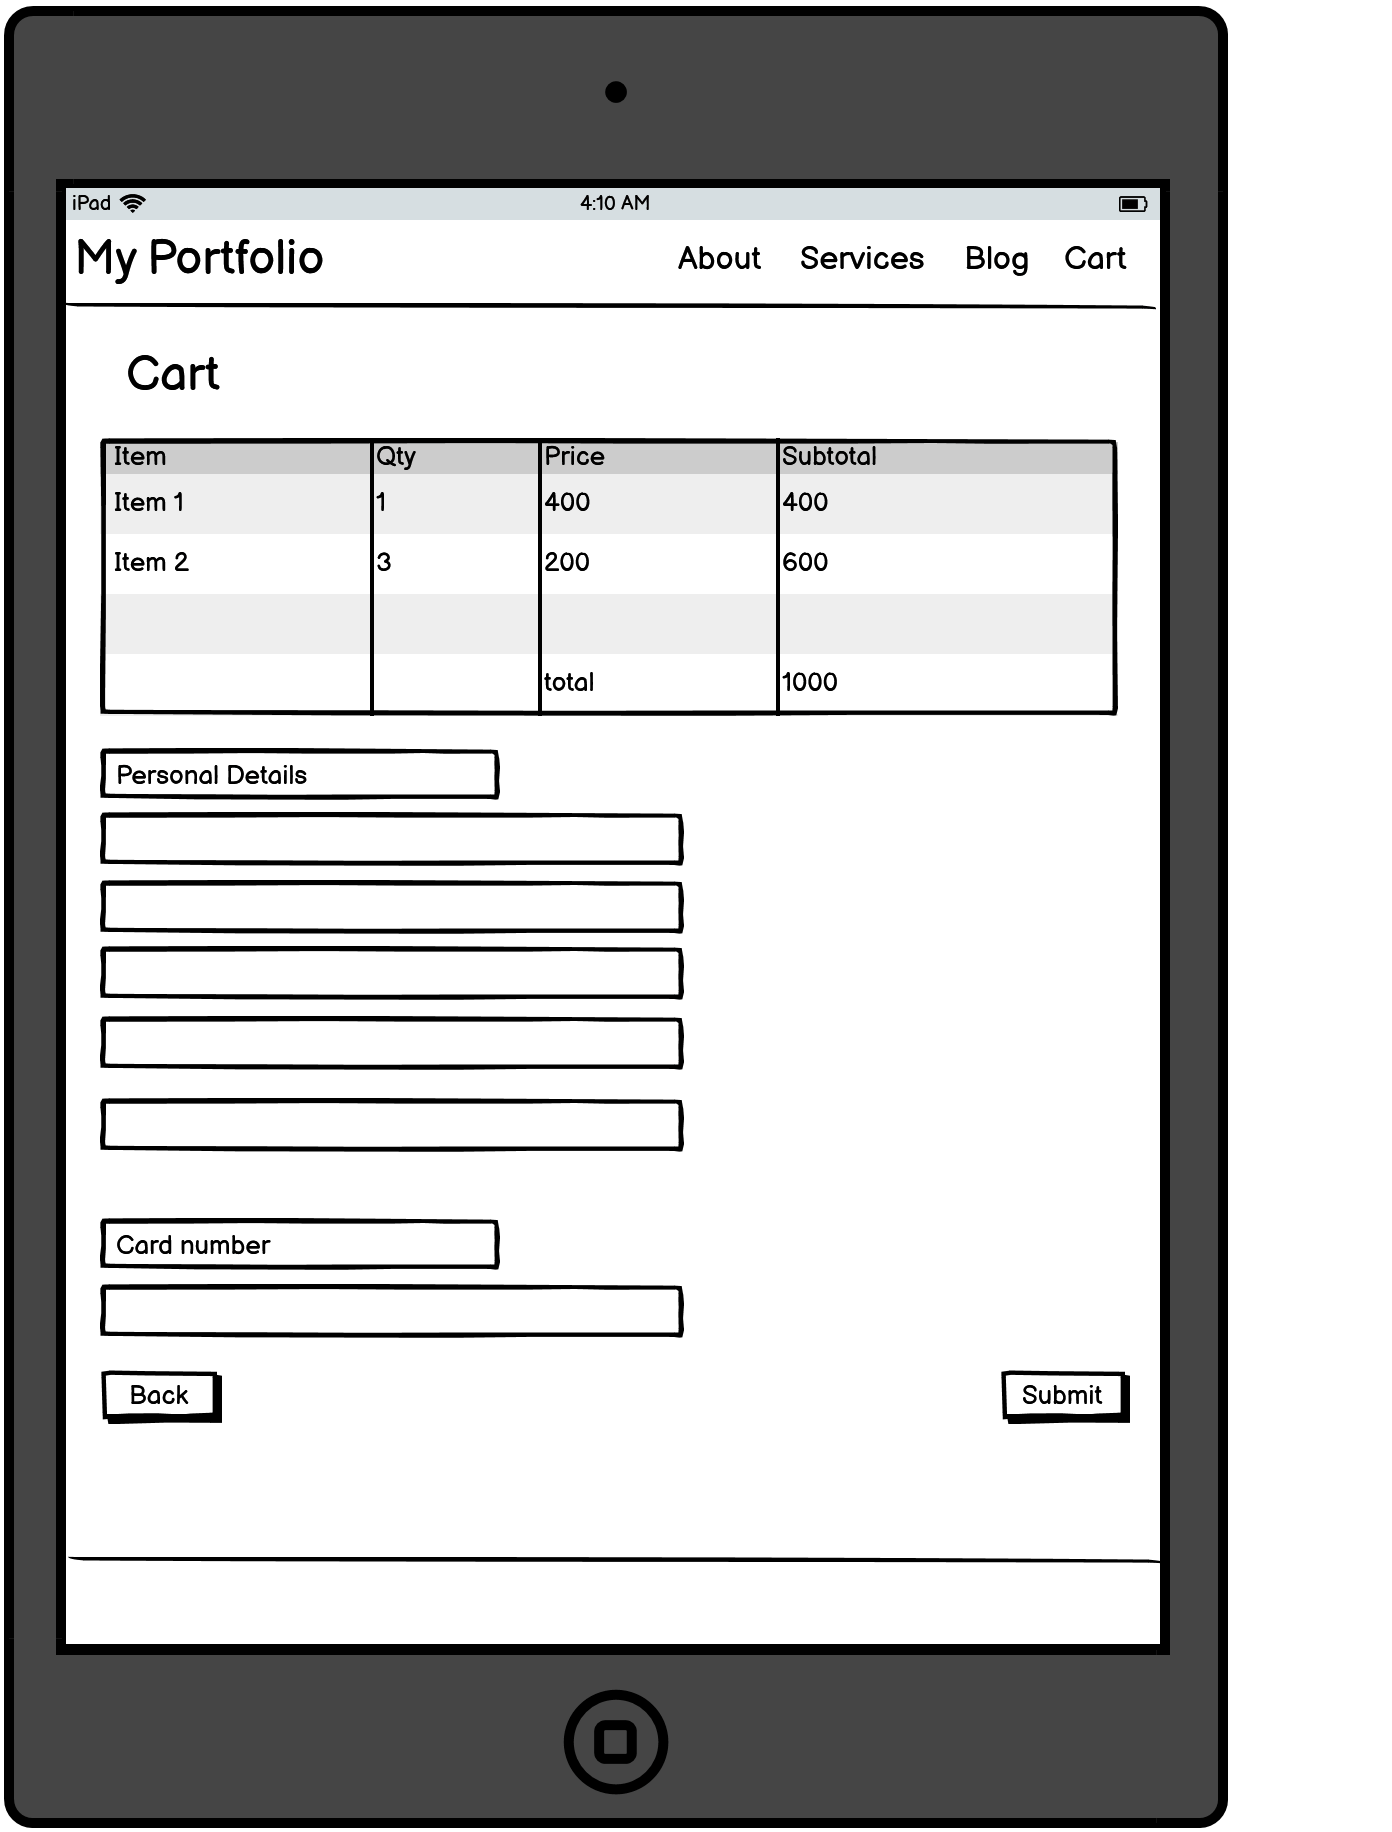 iPad 4:10 AM
My Portfolio About Services Blog Cart
Cart
Item Qty Price Subtotal
Item 1 1 400 400
Item 2 3 200 600
total 1000
Personal Details
Card number
Back Submit